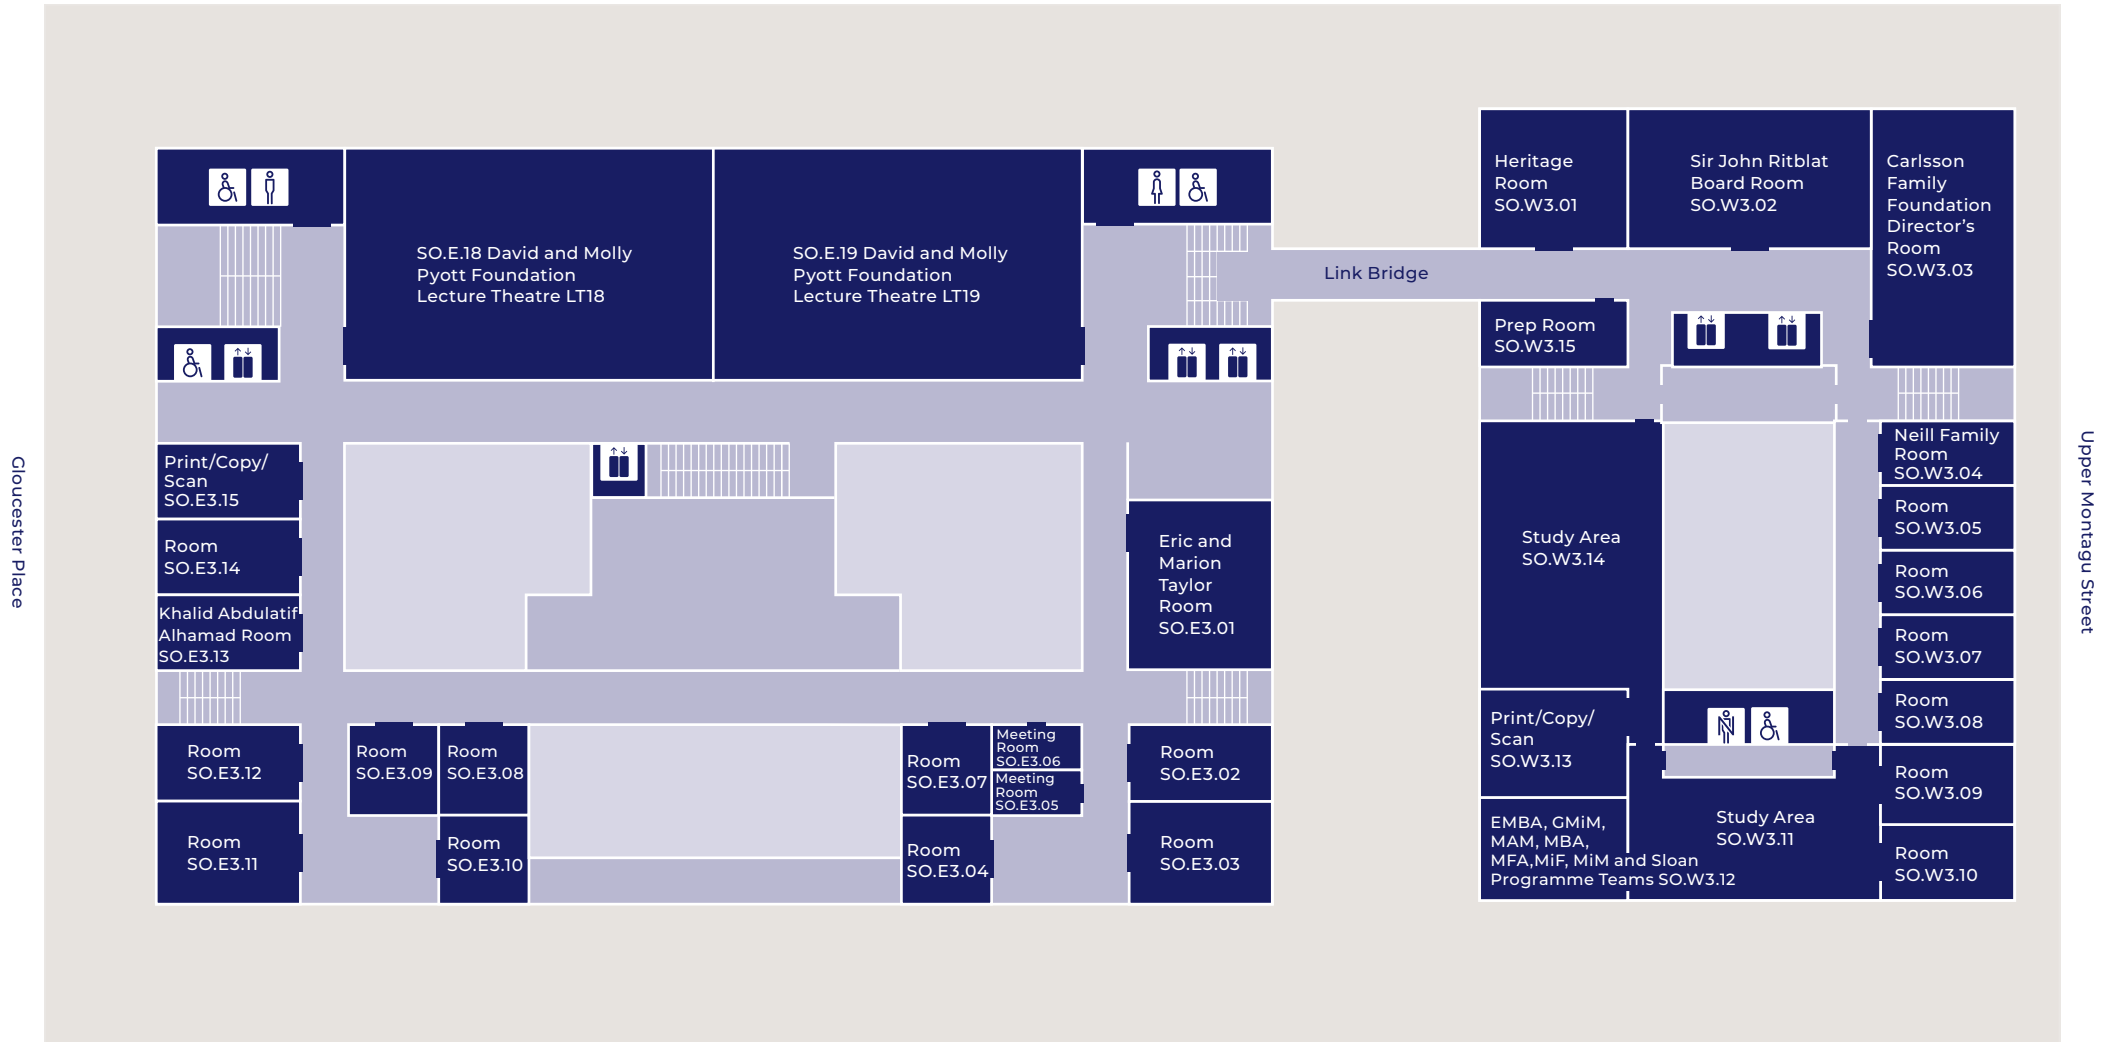 Gloucester Place
SO.E.18 David and Molly
Pyott Foundation
Lecture Theatre LT18
SO.E.19 David and Molly
Pyott Foundation
Lecture Theatre LT19
Link Bridge
Heritage
Room
SO.W3.01
Sir John Ritblat
Board Room
SO.W3.02
Carlsson
Family
Foundation
Director’s
Room
SO.W3.03
Prep Room
SO.W3.15
Print/Copy/
Scan
SO.E3.15
Room
SO.E3.14
Khalid Abdulatif
Alhamad Room
SO.E3.13
Eric and
Marion
Taylor
Room
SO.E3.01
Study Area
SO.W3.14
Neill Family
Room
SO.W3.04
Room
SO.W3.05
Room
SO.W3.06
Room
SO.W3.07
Room
SO.W3.08
Room
SO.E3.12
Room
SO.E3.09
Room
SO.E3.08
Room
SO.E3.07
Meeting
Room
SO.E3.06
Meeting
Room
SO.E3.05
Room
SO.E3.02
Room
SO.E3.11
Room
SO.E3.10
Room
SO.E3.04
Room
SO.E3.03
Print/Copy/
Scan
SO.W3.13
EMBA, GMiM,
MAM, MBA,
MFA,MiF, MiM and Sloan
Programme Teams SO.W3.12
Study Area
SO.W3.11
Room
SO.W3.09
Room
SO.W3.10
Upper Montagu Street